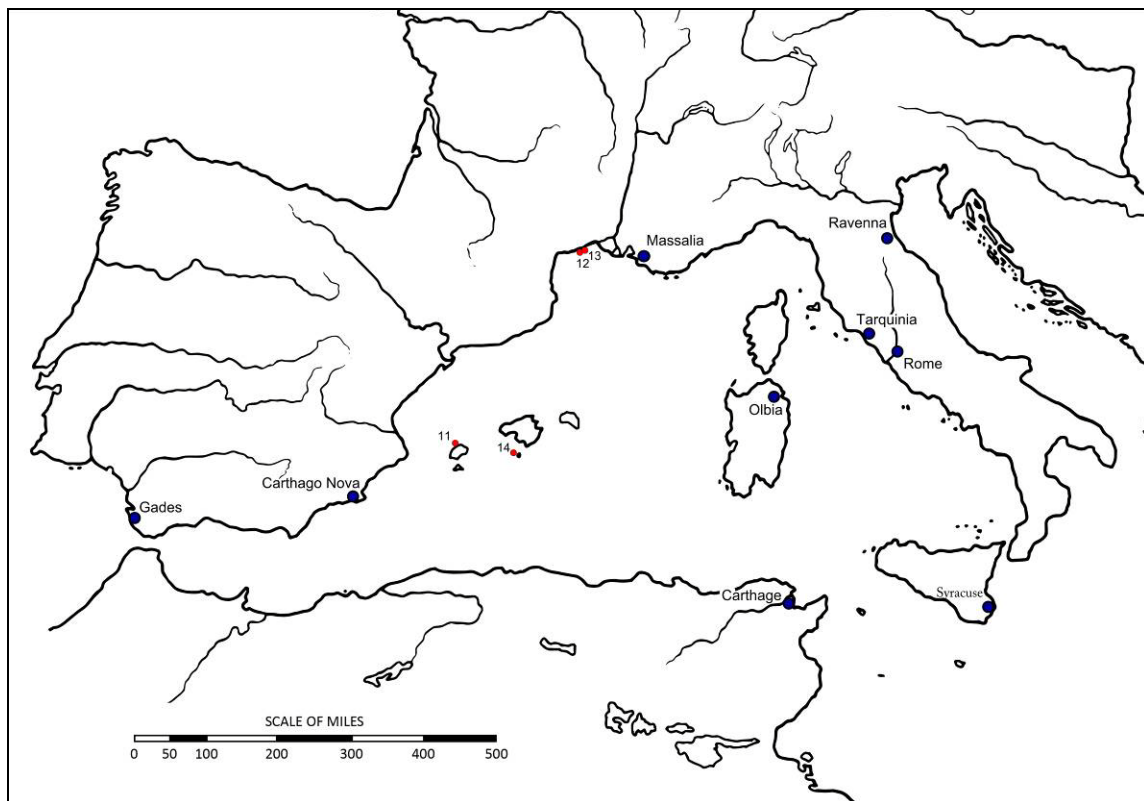 Ravenna
Massalia
13
12
Tarquinia
Rome
Olbia
11
14
Carthago Nova
Gades
Carthage
Syracuse
SCALE OF MILES
0 50 100 200 300 400 500